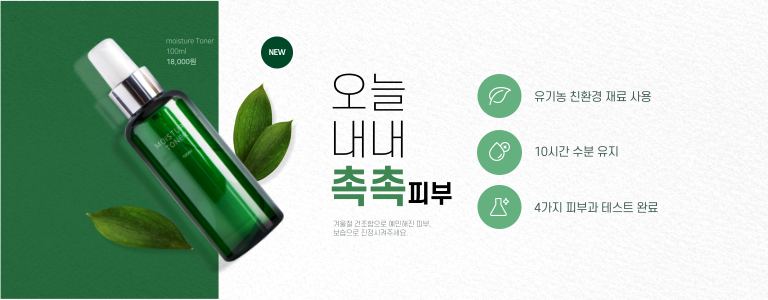 moisture Toner
100ml
18,000원
NEW
MOISTURE
TONER
오늘
내내
촉촉피부
겨울철 건조함으로 예민해진 피부,
보습으로 진정시켜주세요.
유기농 친환경 재료 사용
10시간 수분 유지
4가지 피부과 테스트 완료